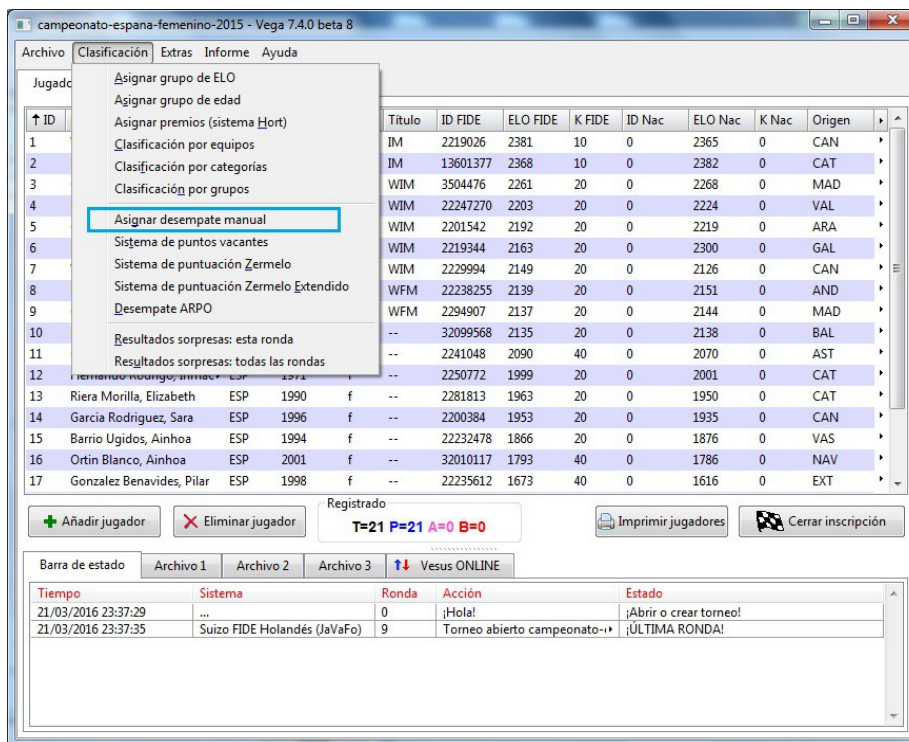 campeonato-espana-femenino-2015 - Vega 7.4.0 beta 8
Archivo Clasificación Extras Informe Ayuda
Asignar grupo de ELO
Asignar grupo de edad
Asignar premios (sistema Hort)
Clasificación por equipos
Clasificación por categorías
Clasificación por grupos
Asignar desempate manual
Sistema de puntos vacantes
Sistema de puntuación Zermelo
Sistema de puntuación Zermelo Extendido
Desempate ARPO
Resultados sorpresas: esta ronda
Resultados sorpresas: todas las rondas
ID Título ID FIDE ELO FIDE K FIDE ID Nac ELO Nac K Nac Origen
1 IM 2219026 2381 10 0 2365 0 CAN
2 IM 13601377 2368 10 0 2382 0 CAT
3 WIM 3504476 2261 20 0 2268 0 MAD
4 WIM 22247270 2203 20 0 2224 0 VAL
5 WIM 2201542 2192 20 0 2219 0 ARA
6 WIM 2219344 2163 20 0 2300 0 GAL
7 WIM 2229994 2149 20 0 2126 0 CAN
8 WFM 22238255 2139 20 0 2151 0 AND
9 WFM 2294907 2137 20 0 2144 0 MAD
10 -- 32099568 2135 20 0 2138 0 BAL
11 -- 2241048 2090 40 0 2070 0 AST
12 -- 2250772 1999 20 0 2001 0 CAT
13 Riera Morilla, Elizabeth ESP 1990 f -- 2281813 1963 20 0 1950 0 CAT
14 Garcia Rodriguez, Sara ESP 1996 f -- 2200384 1953 20 0 1935 0 CAN
15 Barrio Ugidos, Ainhoa ESP 1994 f -- 22232478 1866 20 0 1876 0 VAS
16 Ortin Blanco, Ainhoa ESP 2001 f -- 32010117 1793 40 0 1786 0 NAV
17 Gonzalez Benavides, Pilar ESP 1998 f -- 22235612 1673 40 0 1616 0 EXT
Añadir jugador Eliminar jugador Registrado T=21 P=21 A=0 B=0 Imprimir jugadores Cerrar inscripción
Barra de estado Archivo 1 Archivo 2 Archivo 3 Vesus ONLINE
Tiempo Sistema Ronda Acción Estado
21/03/2016 23:37:29 ... 0 ¡Hola! ¡Abrir o crear torneo!
21/03/2016 23:37:35 Suizo FIDE Holandés (JaVaFo) 9 Torneo abierto campeonato- ¡ÚLTIMA RONDA!